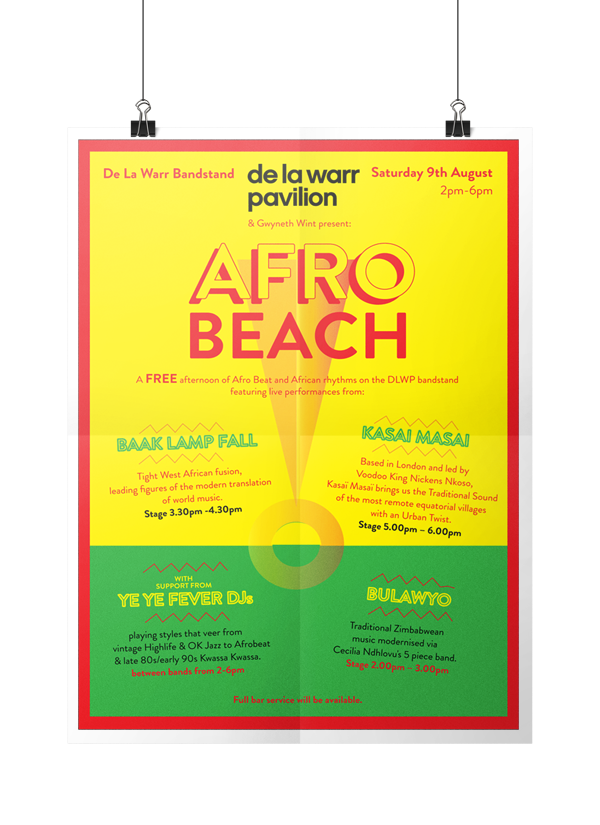 De La Warr Bandstand
de la warr
pavilion
Saturday 9th August
2pm-6pm
& Gwyneth Wint present:
AFRO
BEACH
A FREE afternoon of Afro Beat and African rhythms on the DLWP bandstand
featuring live performances from:
BAAK LAMP FALL
Tight West African fusion,
leading figures of the modern translation
of world music.
Stage 3.30pm -4.30pm
KASAI MASAI
Based in London and led by
Voodoo King Nickens Nkoso,
Kasaï Masaï brings us the Traditional Sound
of the most remote equatorial villages
with an Urban Twist.
Stage 5.00pm – 6.00pm
WITH
SUPPORT FROM
YE YE FEVER DJs
playing styles that veer from
vintage Highlife & OK Jazz to Afrobeat
& late 80s/early 90s Kwassa Kwassa.
between bands from 2-6pm
BULAWYO
Traditional Zimbabwean
music modernised via
Cecilia Ndhlovu's 5 piece band.
Stage 2.00pm – 3.00pm
Full bar service will be available.